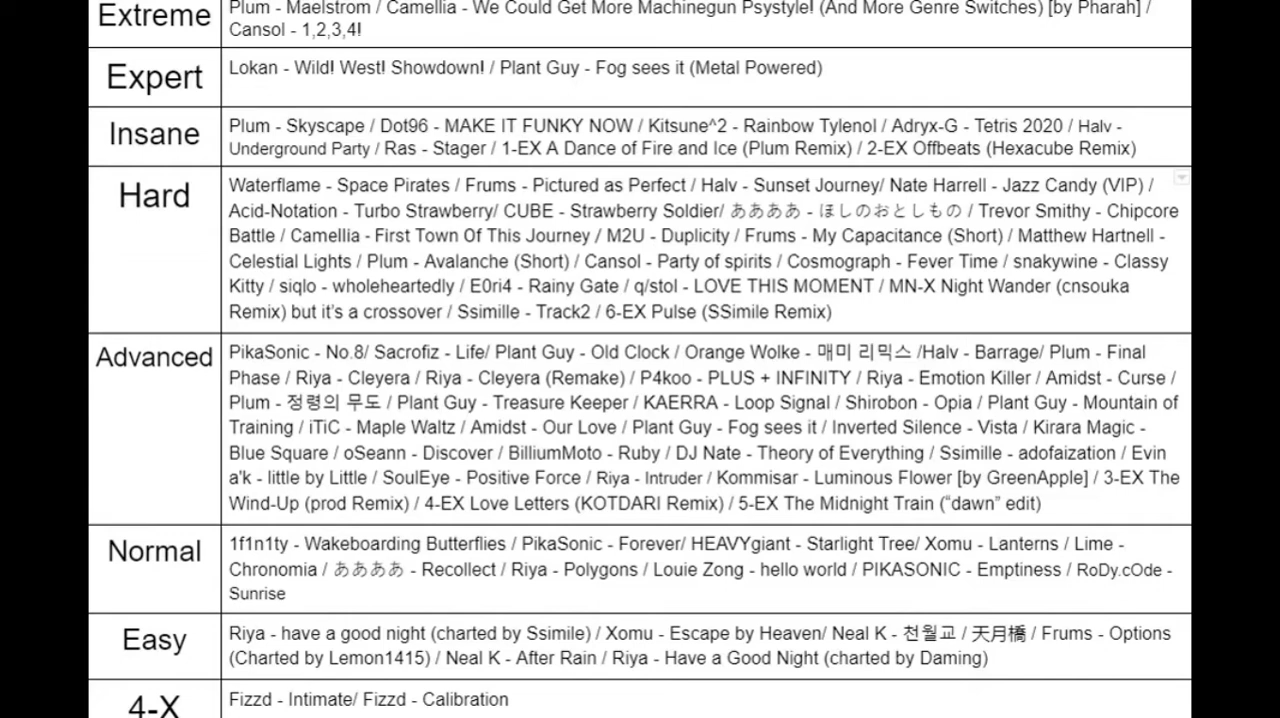 Extreme
Plum - Maelstrom / Camellia - We Could Get More Machinegun Psystyle! (And More Genre Switches) [by Pharah] /
Cansol - 1,2,3,4!
Expert
Lokan - Wild! West! Showdown! / Plant Guy - Fog sees it (Metal Powered)
Insane
Plum - Skyscape / Dot96 - MAKE IT FUNKY NOW / Kitsune^2 - Rainbow Tylenol / Adryx-G - Tetris 2020 / Halv -
Underground Party / Ras - Stager / 1-EX A Dance of Fire and Ice (Plum Remix) / 2-EX Offbeats (Hexacube Remix)
Hard
Waterflame - Space Pirates / Frums - Pictured as Perfect / Halv - Sunset Journey/ Nate Harrell - Jazz Candy (VIP) /
Acid-Notation - Turbo Strawberry/ CUBE - Strawberry Soldier/ ああああ - ほしのおとしもの / Trevor Smithy - Chipcore
Battle / Camellia - First Town Of This Journey / M2U - Duplicity / Frums - My Capacitance (Short) / Matthew Hartnell -
Celestial Lights / Plum - Avalanche (Short) / Cansol - Party of spirits / Cosmograph - Fever Time / snakywine - Classy
Kitty / siqlo - wholeheartedly / E0ri4 - Rainy Gate / q/stol - LOVE THIS MOMENT / MN-X Night Wander (cnsouka
Remix) but it's a crossover / Ssimille - Track2 / 6-EX Pulse (SSimile Remix)
Advanced
PikaSonic - No.8/ Sacrofiz - Life/ Plant Guy - Old Clock / Orange Wolke - 매미 리믹스 /Halv - Barrage/ Plum - Final
Phase / Riya - Cleyera / Riya - Cleyera (Remake) / P4koo - PLUS + INFINITY / Riya - Emotion Killer / Amidst - Curse /
Plum - 정령의 무도 / Plant Guy - Treasure Keeper / KAERRA - Loop Signal / Shirobon - Opia / Plant Guy - Mountain of
Training / iTiC - Maple Waltz / Amidst - Our Love / Plant Guy - Fog sees it / Inverted Silence - Vista / Kirara Magic -
Blue Square / oSeann - Discover / BilliumMoto - Ruby / DJ Nate - Theory of Everything / Ssimille - adofaization / Evin
a'k - little by Little / SoulEye - Positive Force / Riya - Intruder / Kommisar - Luminous Flower [by GreenApple] / 3-EX The
Wind-Up (prod Remix) / 4-EX Love Letters (KOTDARI Remix) / 5-EX The Midnight Train (“dawn” edit)
Normal
1f1n1ty - Wakeboarding Butterflies / PikaSonic - Forever/ HEAVYgiant - Starlight Tree/ Xomu - Lanterns / Lime -
Chronomia / ああああ - Recollect / Riya - Polygons / Louie Zong - hello world / PIKASONIC - Emptiness / RoDy.cOde -
Sunrise
Easy
Riya - have a good night (charted by Ssimile) / Xomu - Escape by Heaven/ Neal K - 천월교 / 天月橋 / Frums - Options
(Charted by Lemon1415) / Neal K - After Rain / Riya - Have a Good Night (charted by Daming)
4-X
Fizzd - Intimate/ Fizzd - Calibration